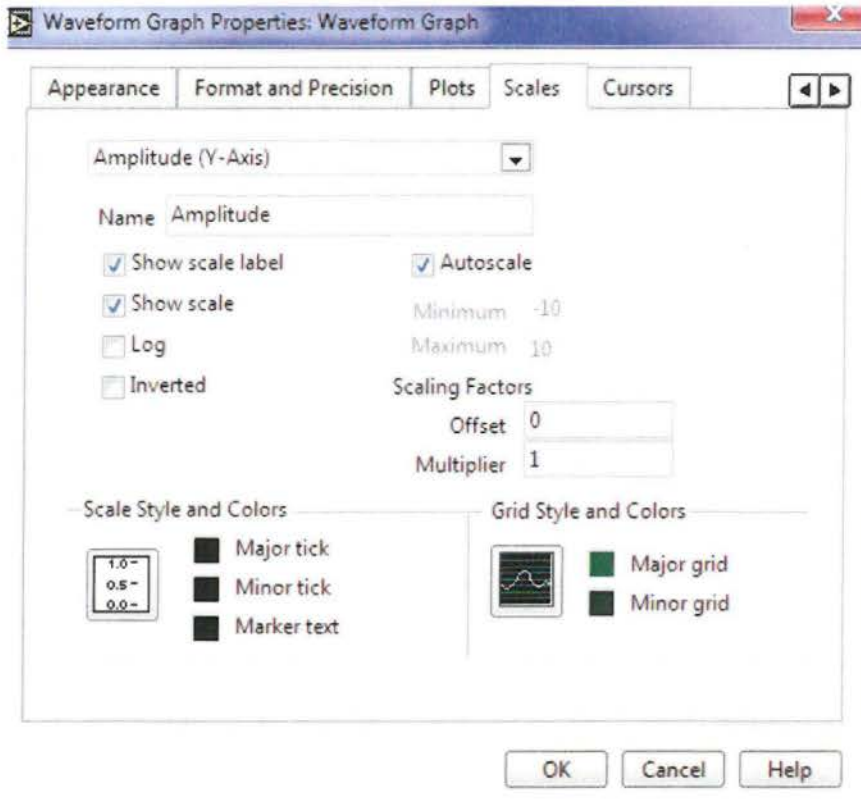 Waveform Graph Properties: Waveform Graph
Appearance Format and Precision Plots Scales Cursors
Amplitude (Y-Axis)
Name Amplitude
Show scale label Autoscale
Show scale Minimum -10
Log Maximum 10
Inverted Scaling Factors
Offset 0
Multiplier 1
Scale Style and Colors Grid Style and Colors
1.0
0.5
0.0
Major tick
Minor tick
Marker text
Major grid
Minor grid
OK Cancel Help